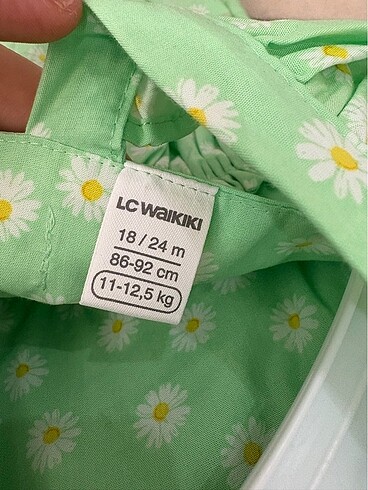 LC WAIKIKI
18 / 24 m
86-92 cm
11-12,5 kg